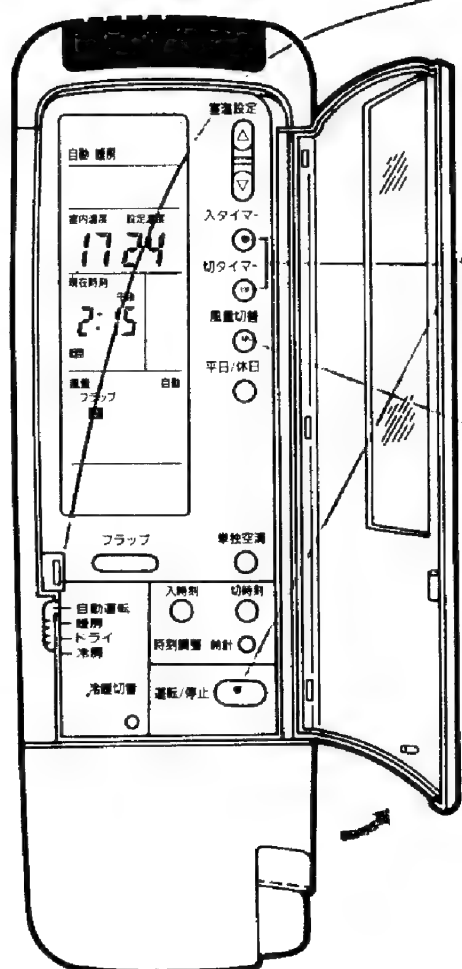 室温設定
自動 暖房
室内温度 設定温度
17 24
入タイマー
切タイマー
現在時刻
午後
2:15
風量切替
平日/休日
風量 自動
フラップ
フラップ
単独空調
入時刻 切時刻
自動運転
暖房
ドライ
冷房
時刻調整 時計
冷暖切替
運転/停止